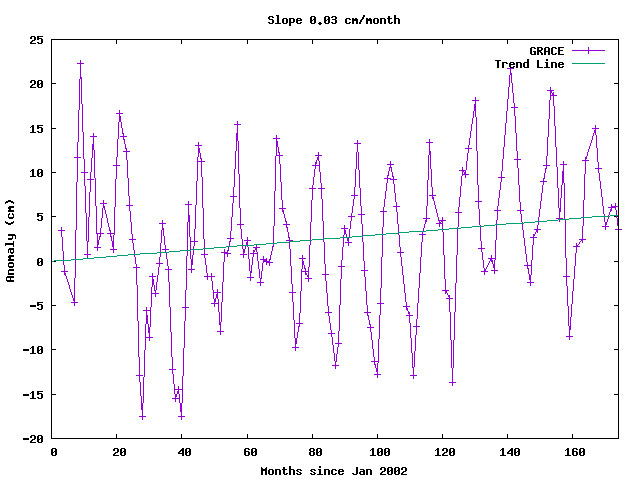 Slope 0.03 cm/month
25
GRACE
20
Trend Line
15
10
5
0
-5
-10
-15
-20
Anomaly (cm)
0 20 40 60 80 100 120 140 160
Months since Jan 2002